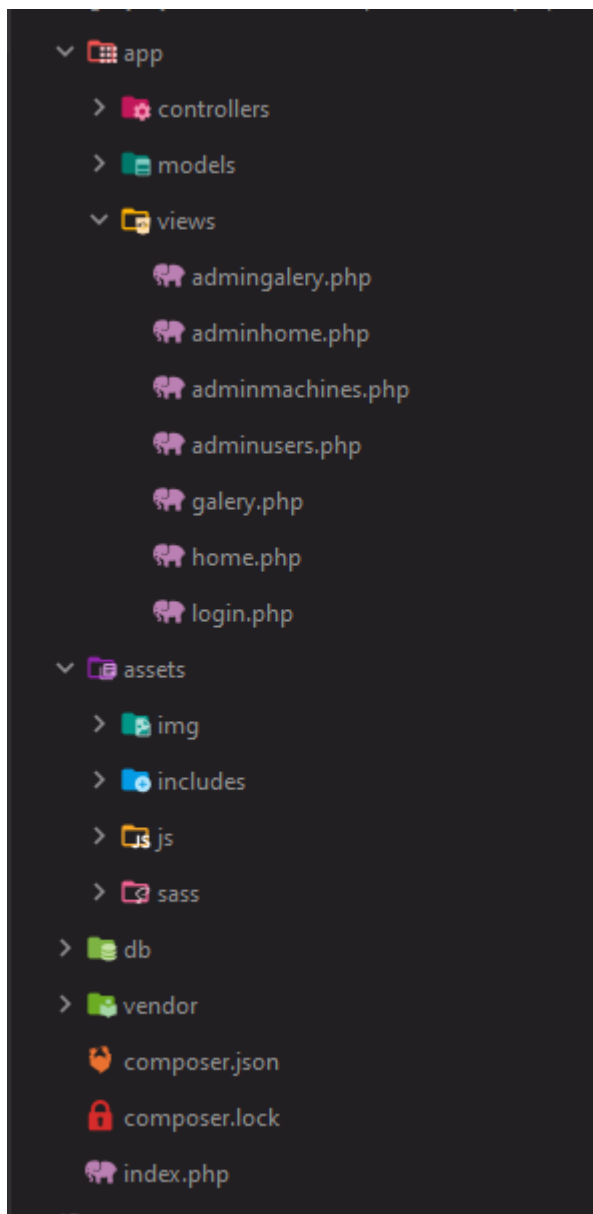 app
controllers
models
views
admingalery.php
adminhome.php
adminmachines.php
adminusers.php
galery.php
home.php
login.php
assets
img
includes
JS js
sass
db
vendor
composer.json
composer.lock
index.php